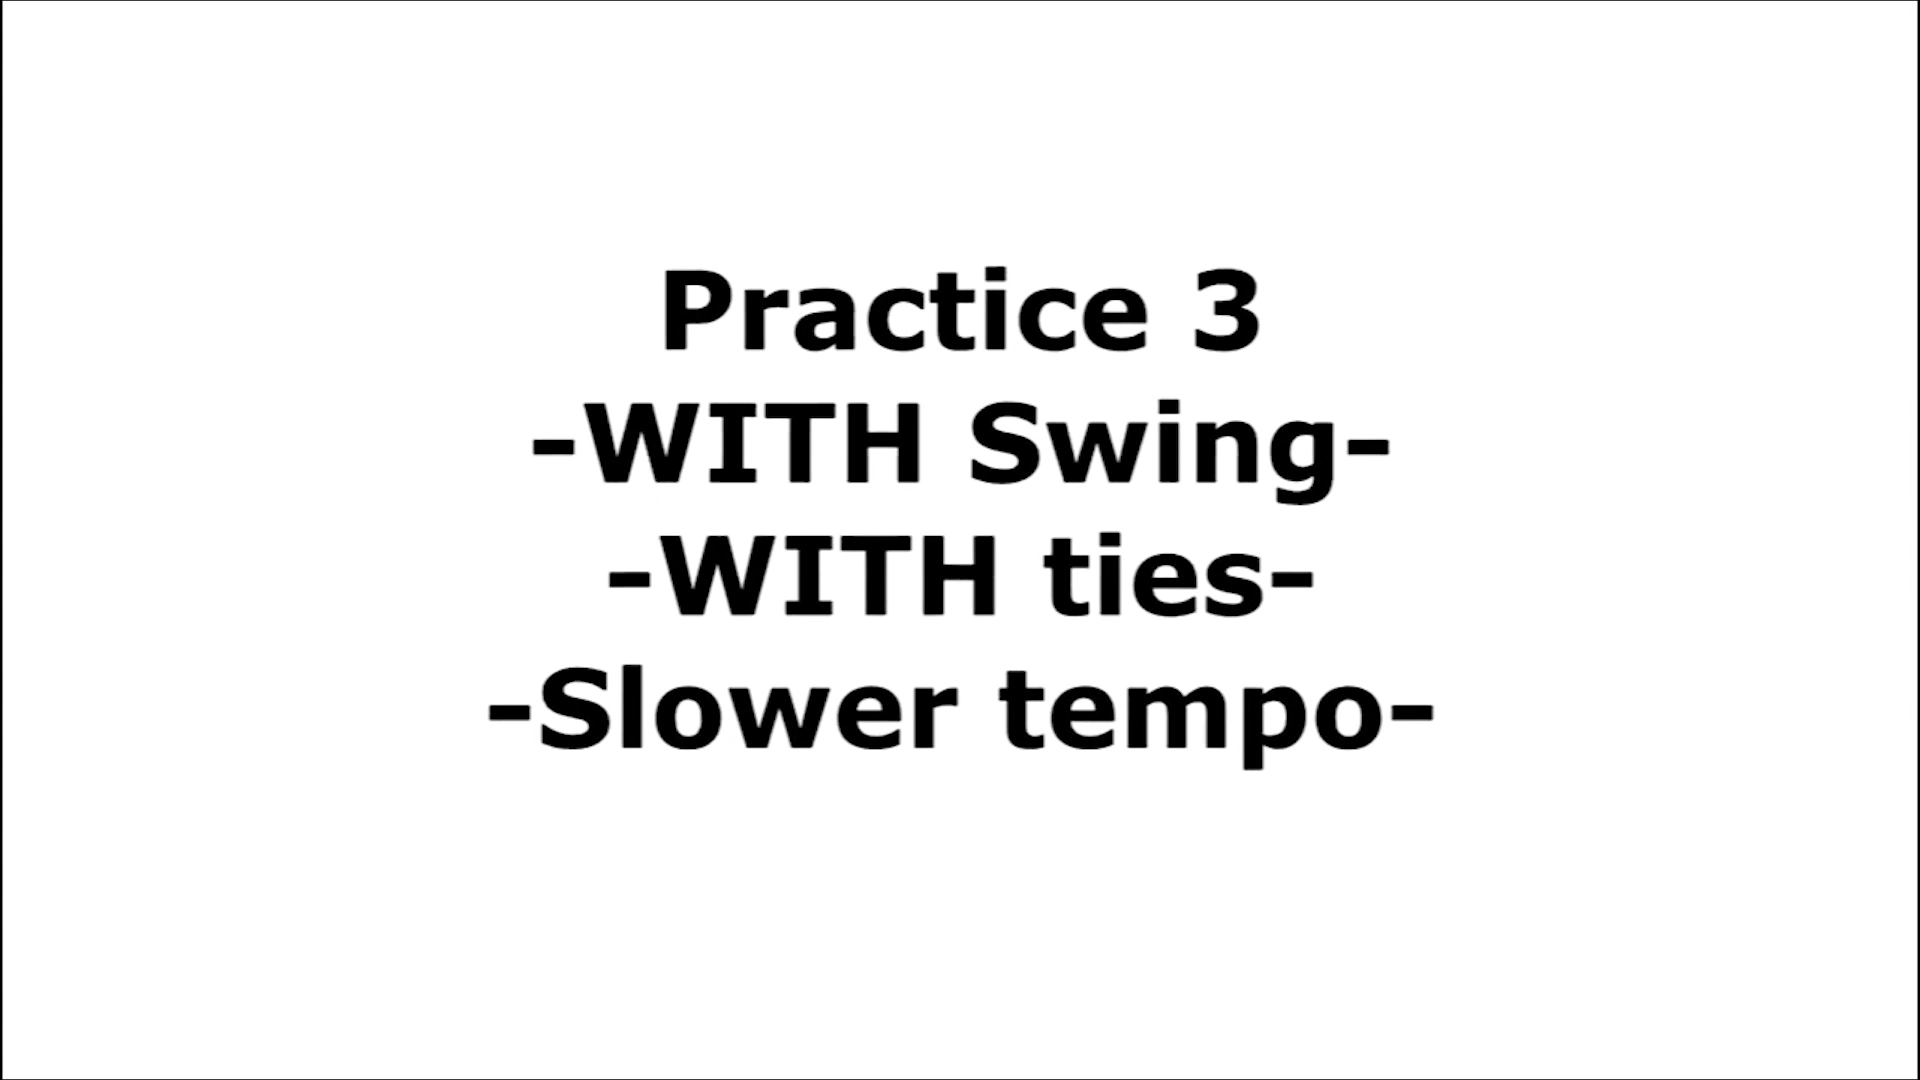 Practice 3
-WITH Swing-
-WITH ties-
-Slower tempo-